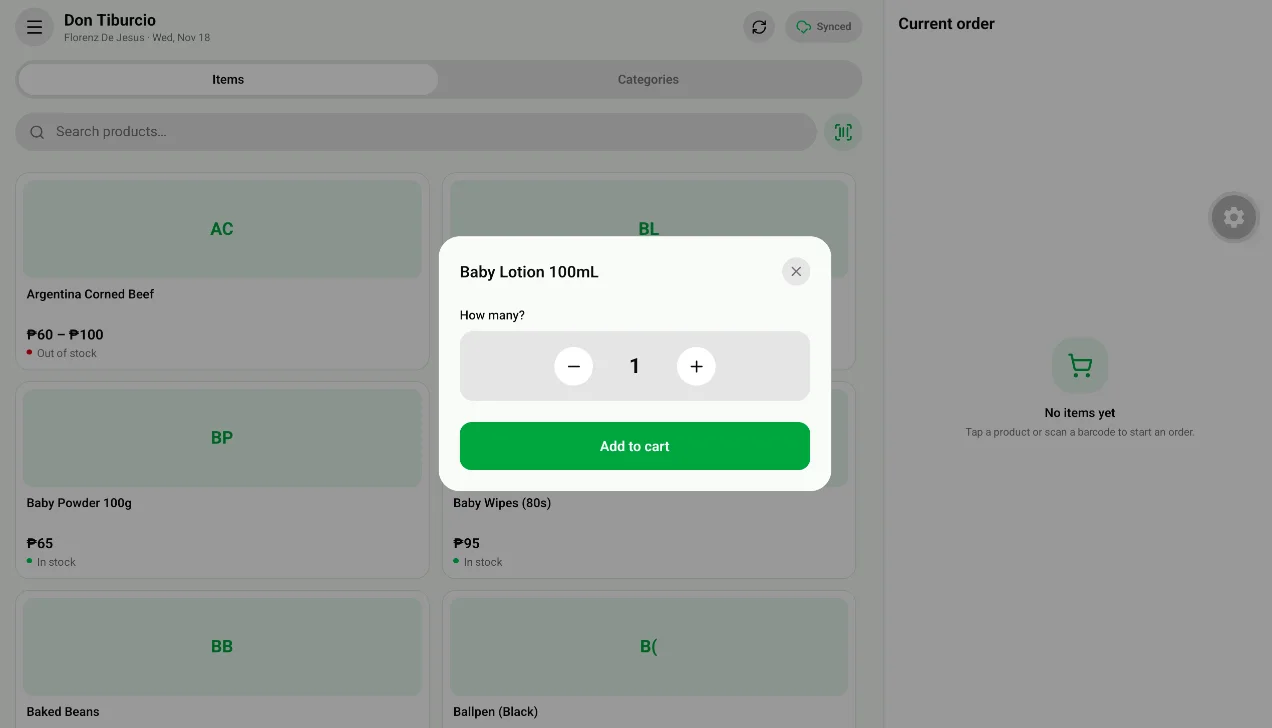 Don Tiburcio
Florenz De Jesus · Wed, Nov 18
Synced
Items
Categories
Search products...
AC
Argentina Corned Beef
₱60 – ₱100
Out of stock
BL
BP
Baby Powder 100g
₱65
In stock
Baby Wipes (80s)
₱95
In stock
BB
Baked Beans
B(
Ballpen (Black)
Baby Lotion 100mL
How many?
1
Add to cart
Current order
No items yet
Tap a product or scan a barcode to start an order.